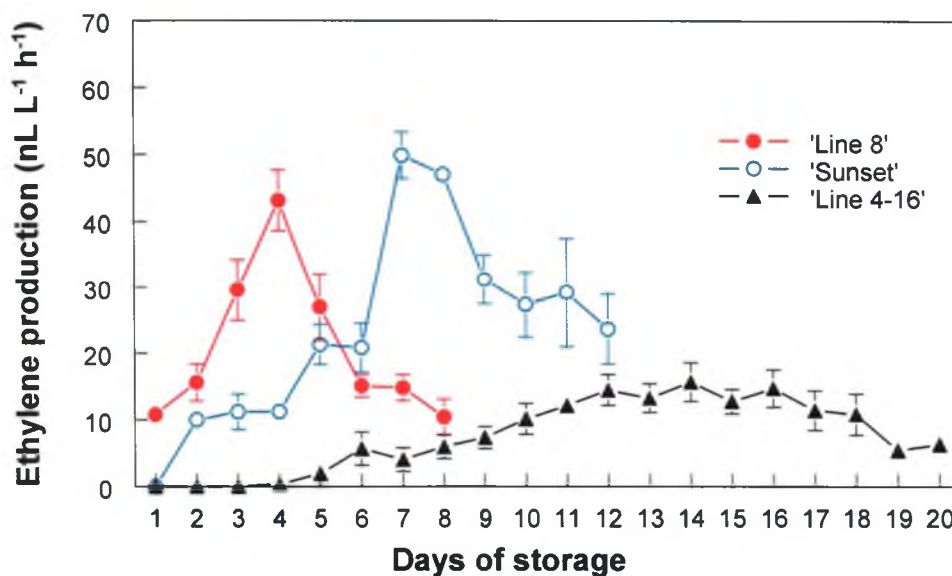 Ethylene production (nL L⁻¹ h⁻¹)
70
60
50
40
30
20
10
0
'Line 8'
'Sunset'
'Line 4-16'
1 2 3 4 5 6 7 8 9 10 11 12 13 14 15 16 17 18 19 20
Days of storage